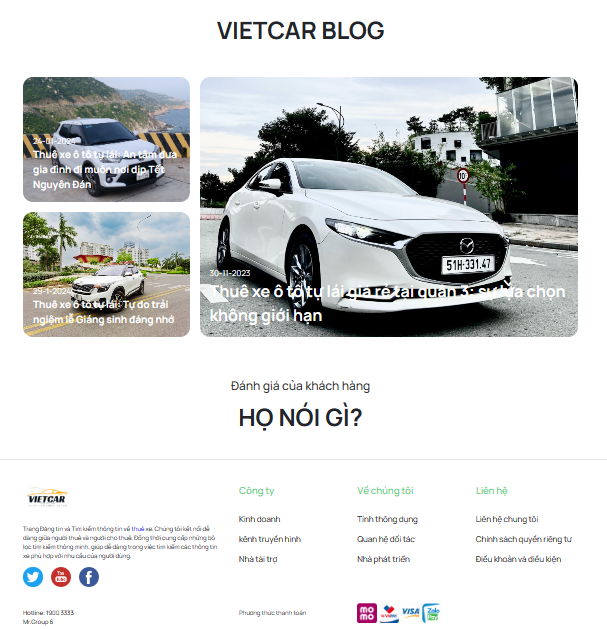 VIETCAR BLOG
24-01-2024
Thuê xe ô tô tự lái: An tâm đưa
gia đình đi muôn nơi dịp Tết
Nguyên Đán
29-1-2024
Thuê xe ô tô tự lái: Tự do trải
ngiệm lễ Giáng sinh đáng nhớ
10
51H-331.47
30-11-2023
Thuê xe ô tô tự lái giá rẻ tại quận 3: sự lựa chọn
không giới hạn
Đánh giá của khách hàng
HỌ NÓI GÌ?
VIETCAR
Trang Đăng tin và Tìm kiếm thông tin về thuê xe. Chúng tôi kết nối dễ
dàng giữa người thuê và người cho thuê. Đồng thời cung cấp những bộ
lọc tìm kiếm thông minh, giúp dễ dàng trong việc tìm kiếm các thông tin
xe phù hợp với nhu cầu của người dùng.
Công ty
Kinh doanh
kênh truyền hình
Nhà tài trợ
Về chúng tôi
Tính thông dụng
Quan hệ đối tác
Nhà phát triển
Liên hệ
Liên hệ chung tôi
Chính sách quyền riêng tư
Điều khoản và điều kiện
Hotline: 1900 3333
Mr.Group 6
Phương thức thanh toán
mo
mo
VISA
Zalo
Pay